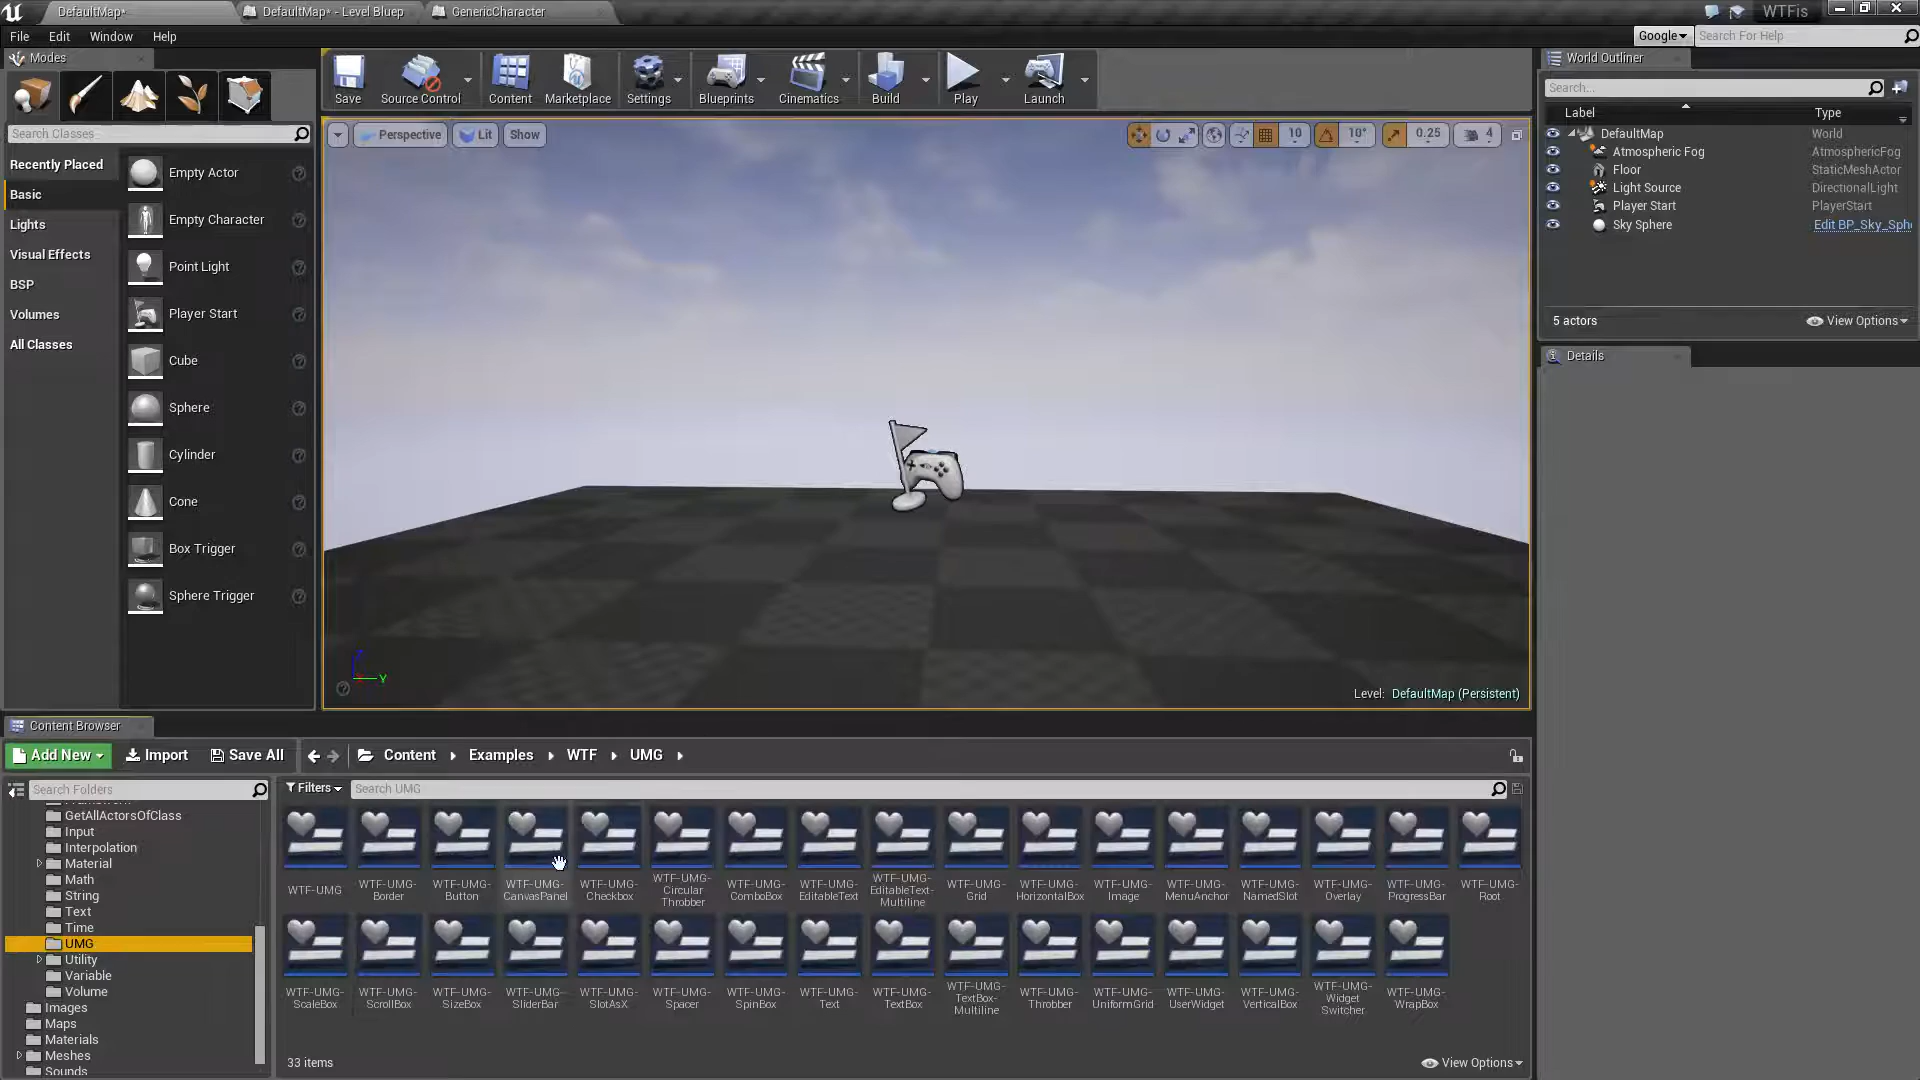 DefaultMap*
DefaultMap* - Level Bluep
GenericCharacter
WTFis
File
Edit
Window
Help
Google
Search For Help
Modes
Search Classes
Recently Placed
Basic
Lights
Visual Effects
BSP
Volumes
All Classes
Empty Actor
Empty Character
Point Light
Player Start
Cube
Sphere
Cylinder
Cone
Box Trigger
Sphere Trigger
Save
Source Control
Content
Marketplace
Settings
Blueprints
Cinematics
Build
Play
Launch
Perspective
Lit
Show
10
10°
0.25
4
Y
Level: DefaultMap (Persistent)
World Outliner
Search...
Label
Type
DefaultMap
World
Atmospheric Fog
AtmosphericFog
Floor
StaticMeshActor
Light Source
DirectionalLight
Player Start
PlayerStart
Sky Sphere
Edit BP_Sky_Sph
5 actors
View Options
Details
Content Browser
Add New
Import
Save All
Content
Examples
WTF
UMG
Search Folders
GetAllActorsOfClass
Input
Interpolation
Material
Math
String
Text
Time
UMG
Utility
Variable
Volume
Images
Maps
Materials
Meshes
Sounds
Filters
Search UMG
WTF-UMG
WTF-UMG-
Border
WTF-UMG-
Button
WTF-UMG-
CanvasPanel
WTF-UMG-
Checkbox
WTF-UMG-
Circular
Throbber
WTF-UMG-
ComboBox
WTF-UMG-
EditableText
WTF-UMG-
EditableText-
Multiline
WTF-UMG-
Grid
WTF-UMG-
HorizontalBox
WTF-UMG-
Image
WTF-UMG-
MenuAnchor
WTF-UMG-
NamedSlot
WTF-UMG-
Overlay
WTF-UMG-
ProgressBar
WTF-UMG-
Root
WTF-UMG-
ScaleBox
WTF-UMG-
ScrollBox
WTF-UMG-
SizeBox
WTF-UMG-
SliderBar
WTF-UMG-
SlotAsX
WTF-UMG-
Spacer
WTF-UMG-
SpinBox
WTF-UMG-
Text
WTF-UMG-
TextBox
WTF-UMG-
TextBox-
Multiline
WTF-UMG-
Throbber
WTF-UMG-
UniformGrid
WTF-UMG-
UserWidget
WTF-UMG-
VerticalBox
WTF-UMG-
Widget
Switcher
WTF-UMG-
WrapBox
33 items
View Options